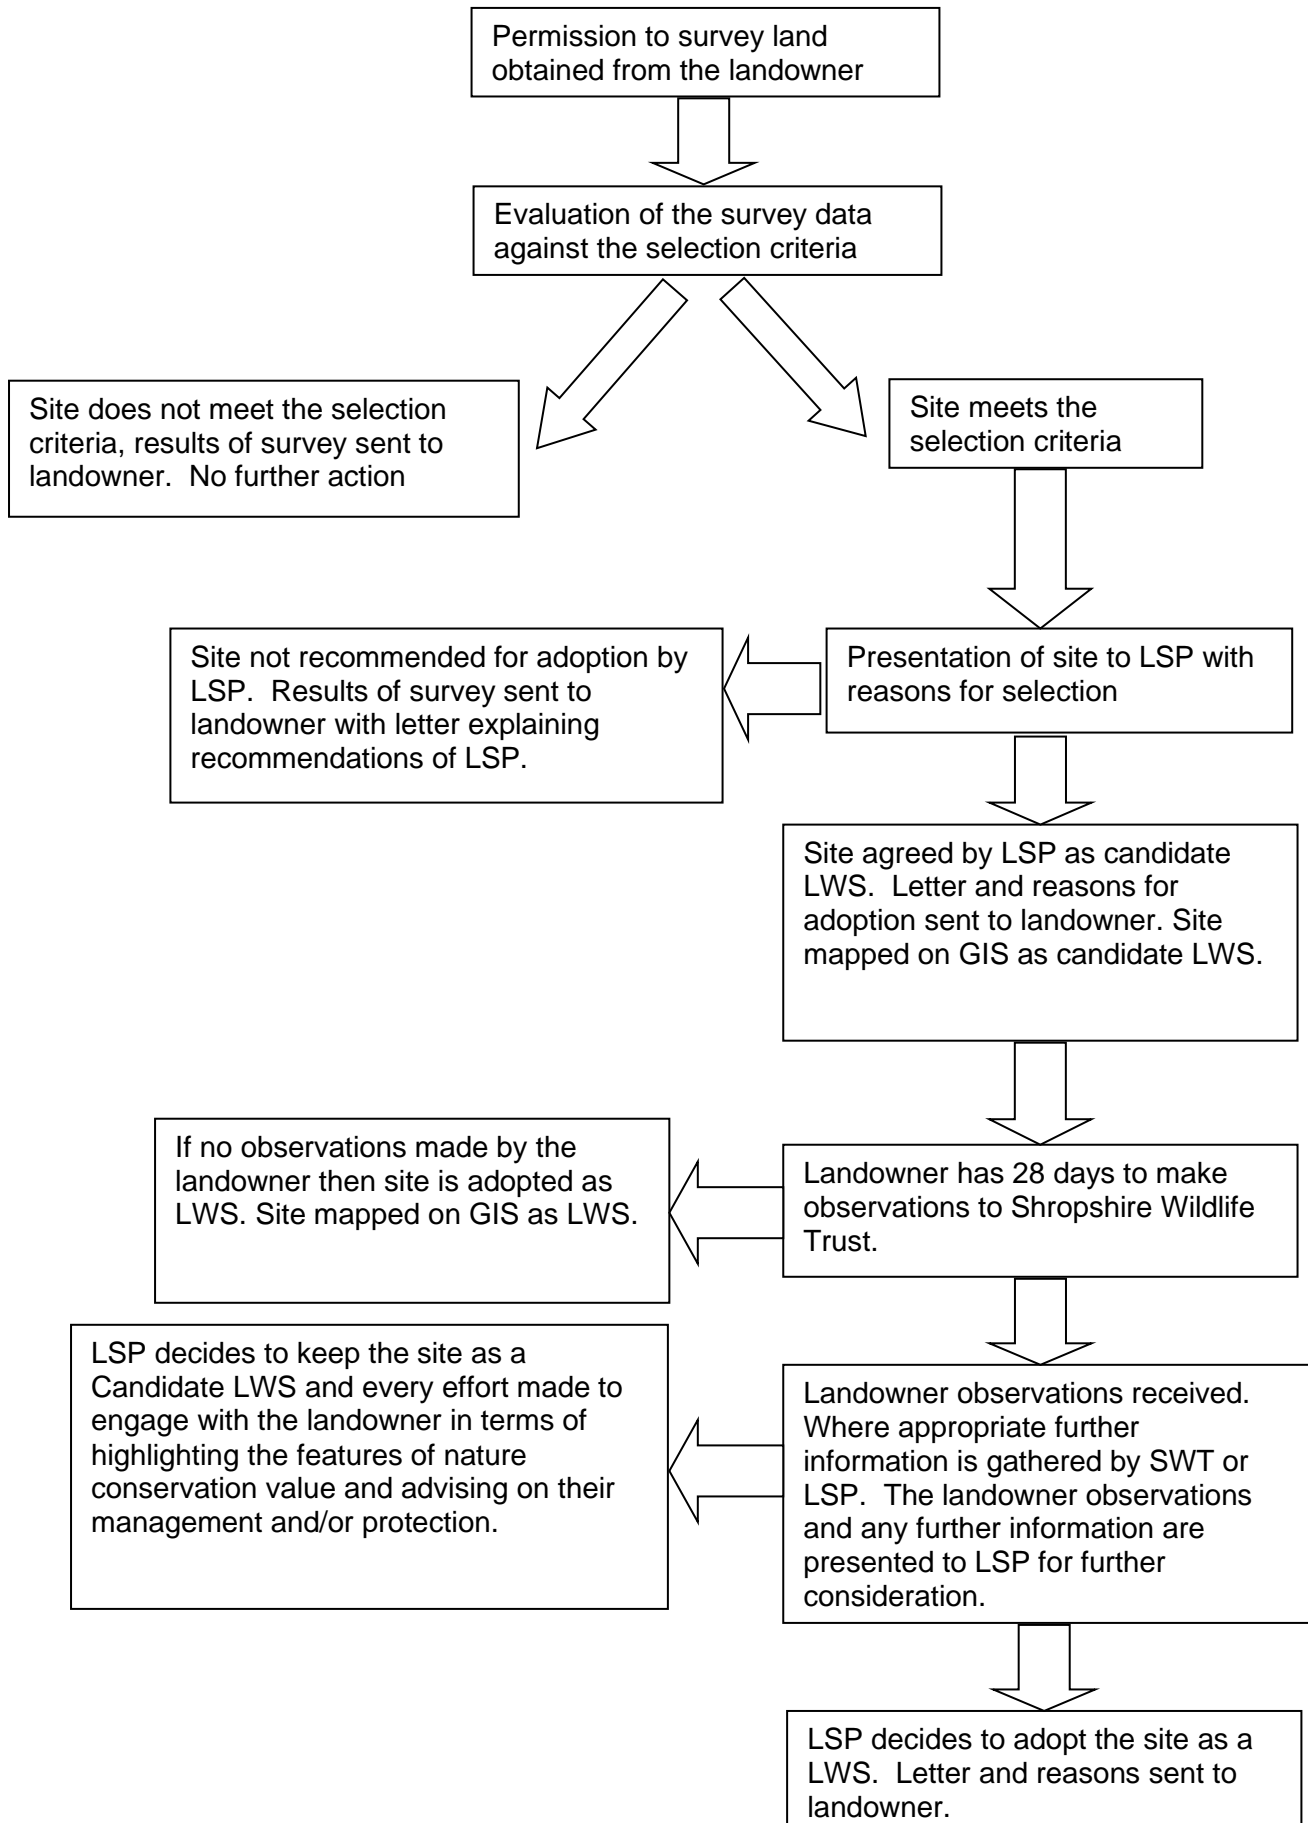 Permission to survey land
obtained from the landowner
Evaluation of the survey data
against the selection criteria
Site does not meet the selection
criteria, results of survey sent to
landowner.  No further action
Site meets the
selection criteria
Site not recommended for adoption by
LSP.  Results of survey sent to
landowner with letter explaining
recommendations of LSP.
Presentation of site to LSP with
reasons for selection
Site agreed by LSP as candidate
LWS.  Letter and reasons for
adoption sent to landowner. Site
mapped on GIS as candidate LWS.
If no observations made by the
landowner then site is adopted as
LWS. Site mapped on GIS as LWS.
Landowner has 28 days to make
observations to Shropshire Wildlife
Trust.
LSP decides to keep the site as a
Candidate LWS and every effort made to
engage with the landowner in terms of
highlighting the features of nature
conservation value and advising on their
management and/or protection.
Landowner observations received.
Where appropriate further
information is gathered by SWT or
LSP.  The landowner observations
and any further information are
presented to LSP for further
consideration.
LSP decides to adopt the site as a
LWS.  Letter and reasons sent to
landowner.